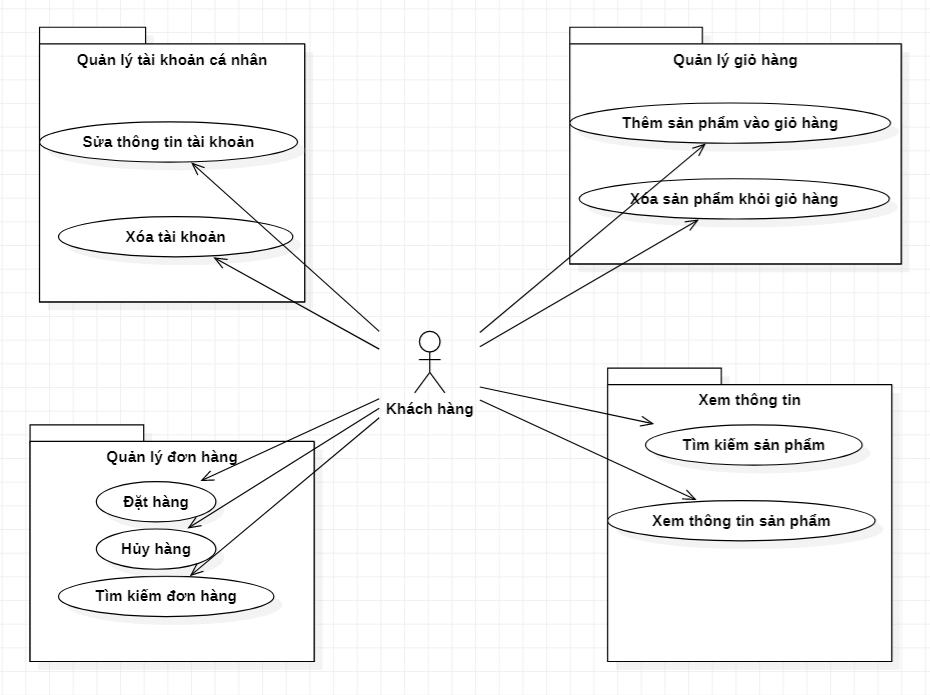 Quản lý tài khoản cá nhân
Sửa thông tin tài khoản
Xóa tài khoản
Quản lý giỏ hàng
Thêm sản phẩm vào giỏ hàng
Xóa sản phẩm khỏi giỏ hàng
Khách hàng
Quản lý đơn hàng
Đặt hàng
Hủy hàng
Tìm kiếm đơn hàng
Xem thông tin
Tìm kiếm sản phẩm
Xem thông tin sản phẩm